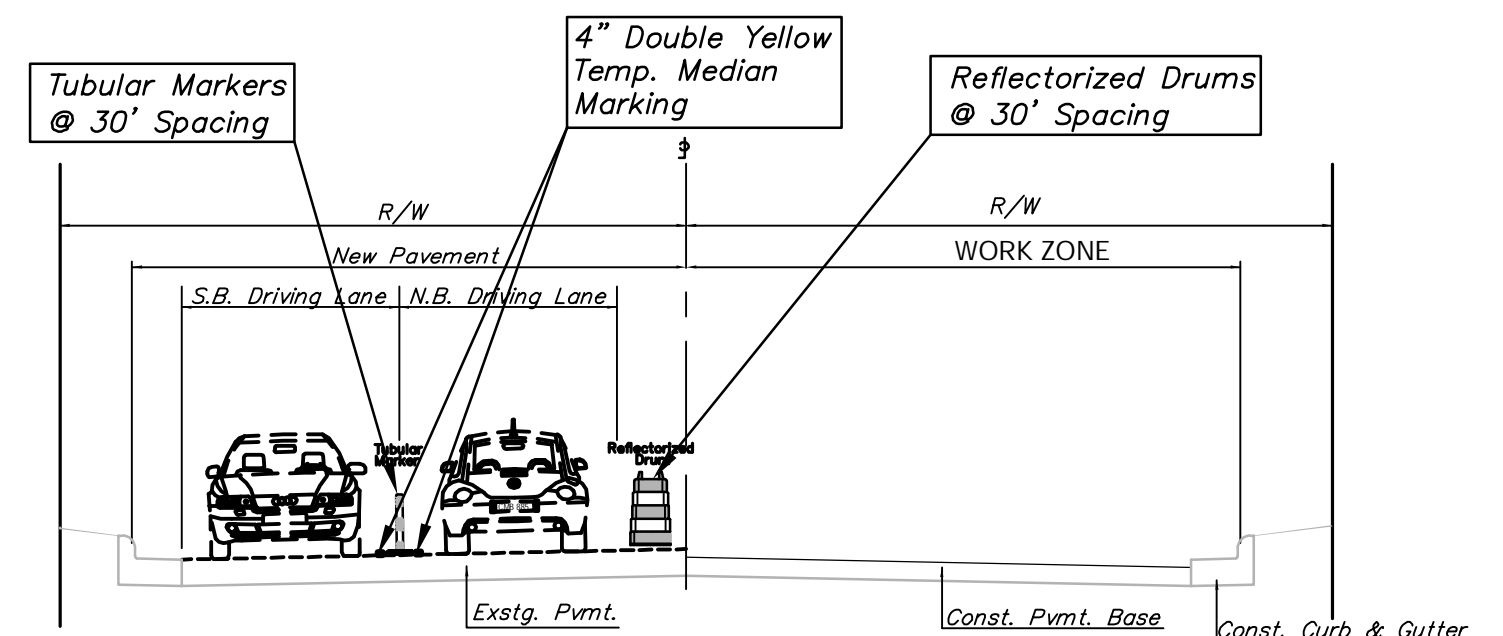 4" Double Yellow
Temp. Median
Marking
Tubular Markers
@ 30' Spacing
Reflectorized Drums
@ 30' Spacing
R/W
R/W
New Pavement
WORK ZONE
S.B. Driving Lane
N.B. Driving Lane
Tubular
Marker
Reflectorized
Drum
Exstg. Pvmt.
Const. Pvmt. Base
Const. Curb & Gutter